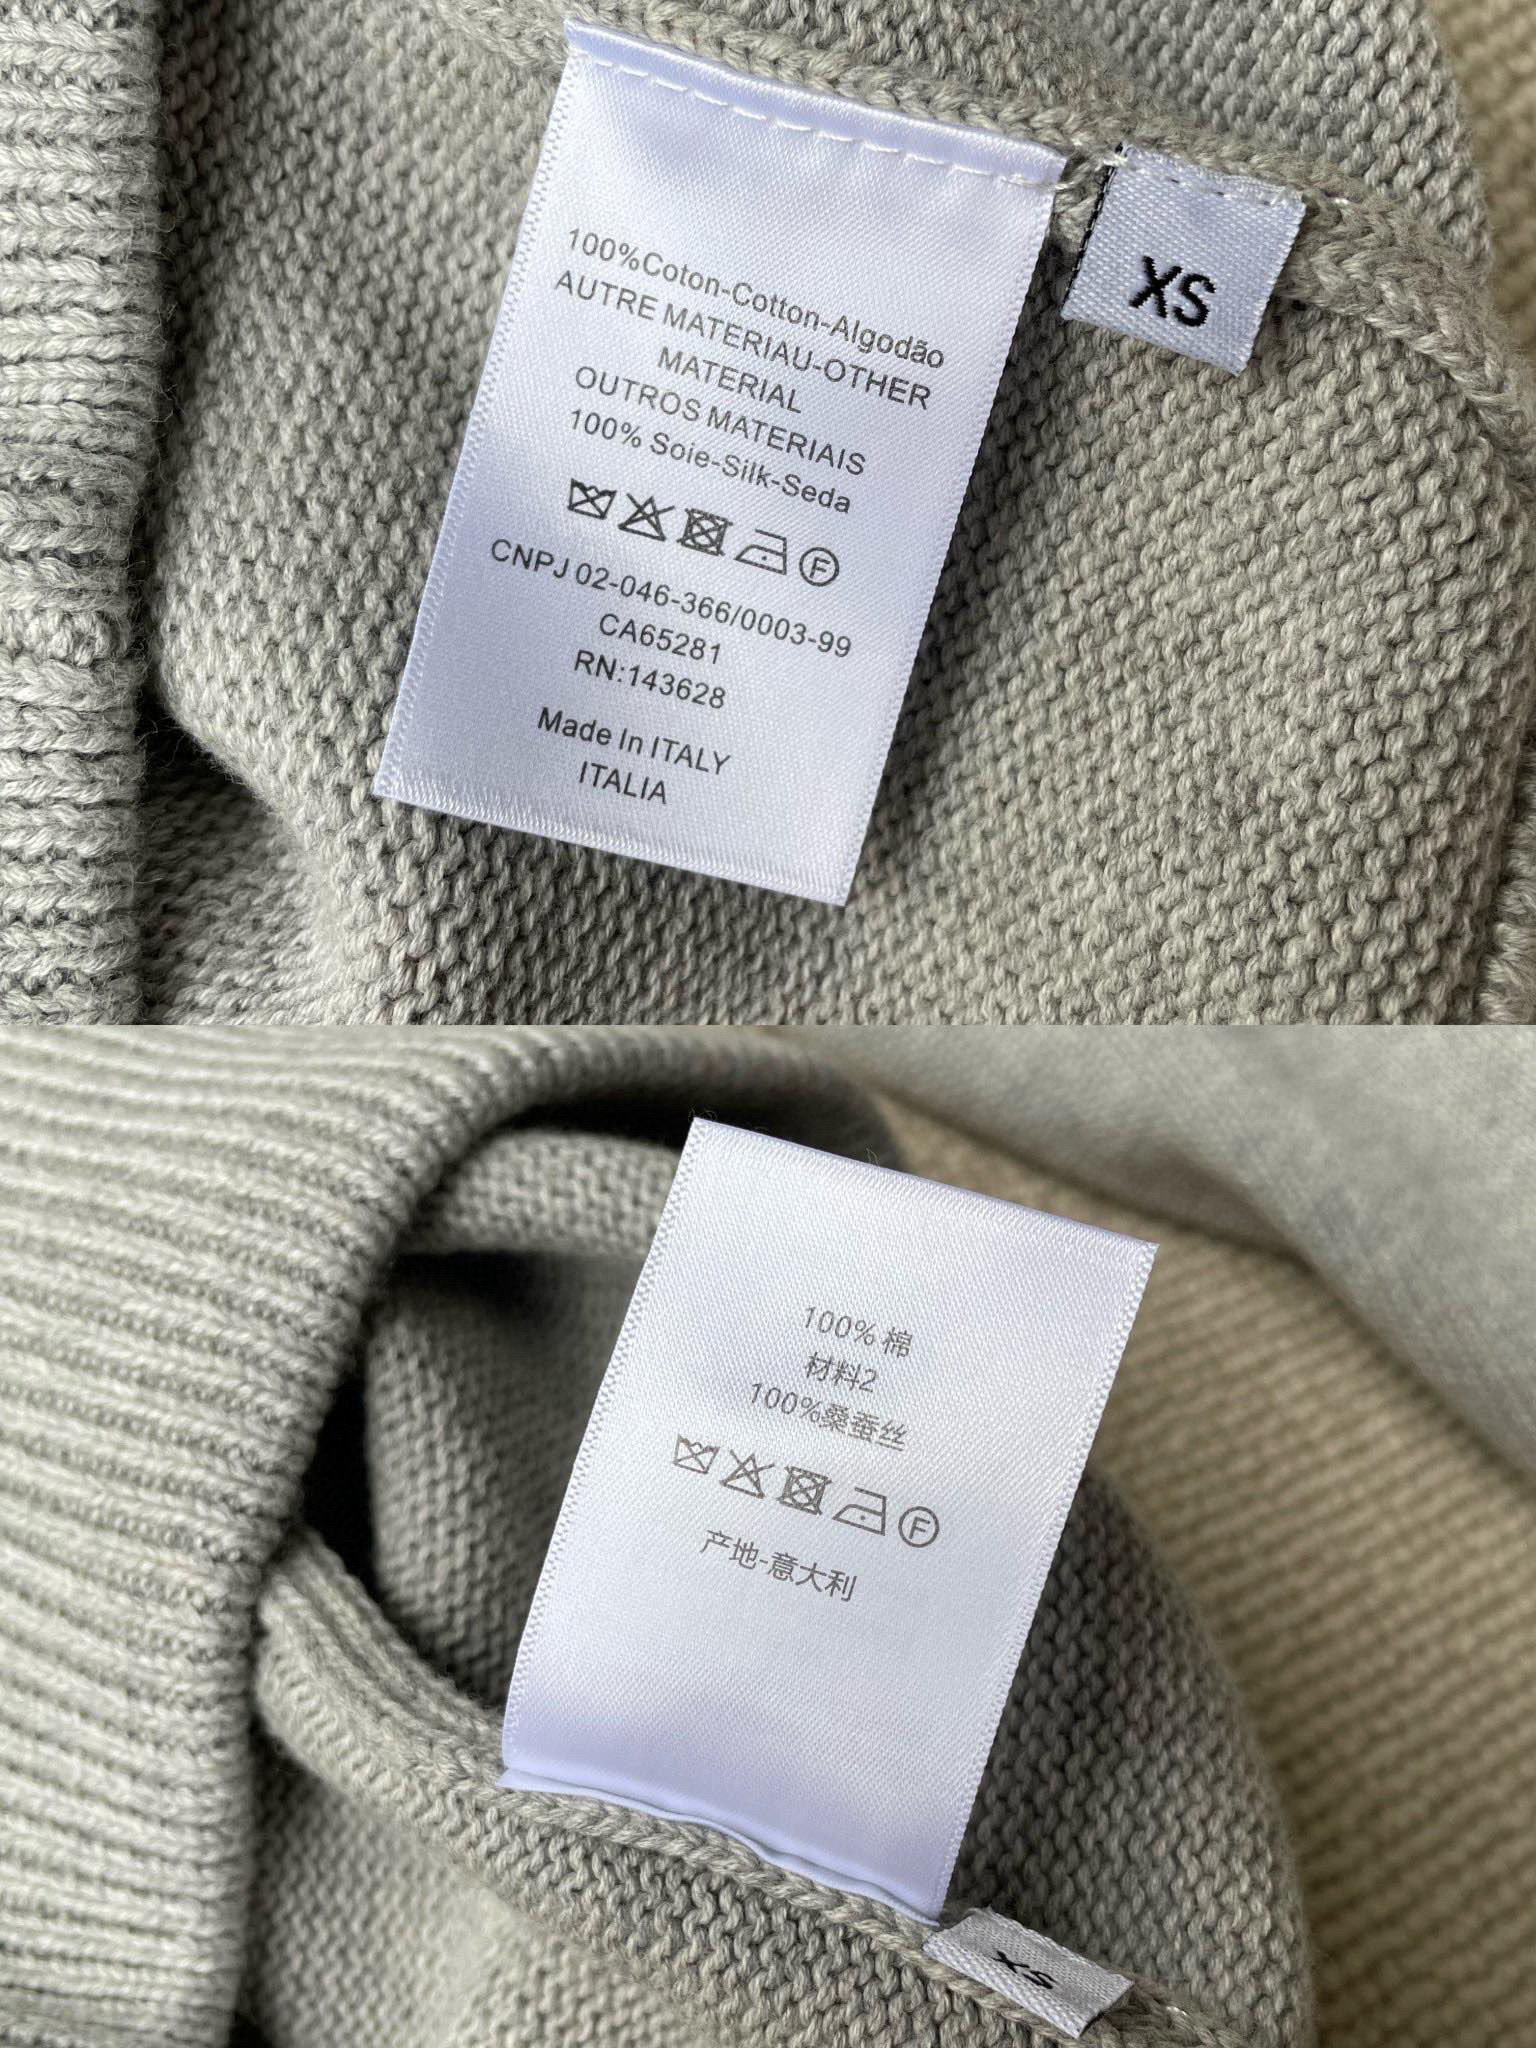 100%Coton-Cotton-Algodão
AUTRE MATERIAU-OTHER
MATERIAL
OUTROS MATERIAIS
100% Soie-Silk-Seda
F
CNPJ 02-046-366/0003-99
CA65281
RN:143628
Made In ITALY
ITALIA
XS
100% 棉
材料2
100%桑蚕丝
F
产地-意大利
XS